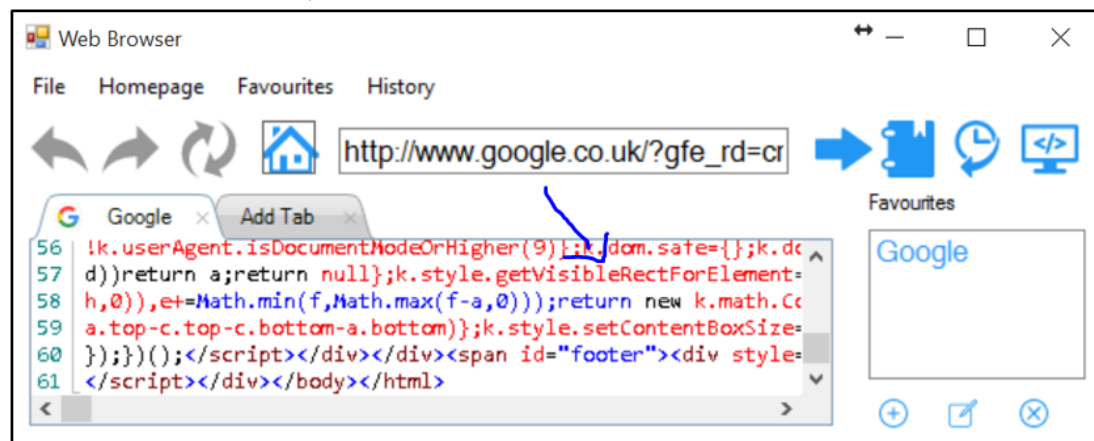 Web Browser
File Homepage Favourites History
http://www.google.co.uk/?gfe_rd=cr
</>
Google Add Tab
Favourites
Google
56 !k.userAgent.isDocumentModeOrHigher(9)};k.dom.safe={};k.do
57 d))return a;return null};k.style.getVisibleRectForElement=
58 h,0)),e+=Math.min(f,Math.max(f-a,0)));return new k.math.Co
59 a.top-c.top-c.bottom-a.bottom)};k.style.setContentBoxSize=
60 });})();</script></div></div><span id="footer"><div style=
61 </script></div></body></html>